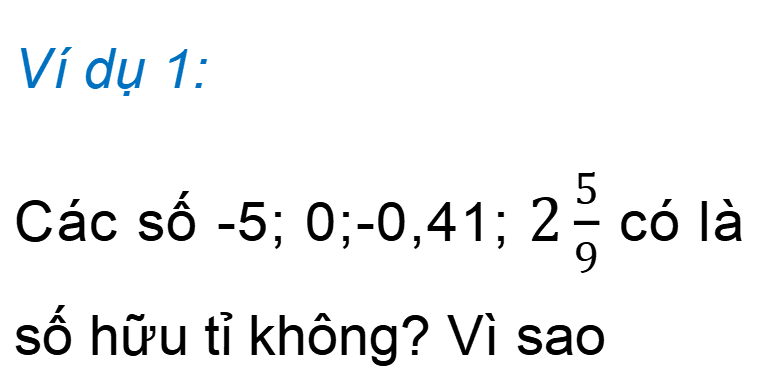 Ví dụ 1:
Các số -5; 0;-0,41; 2 5/9 có là
số hữu tỉ không? Vì sao